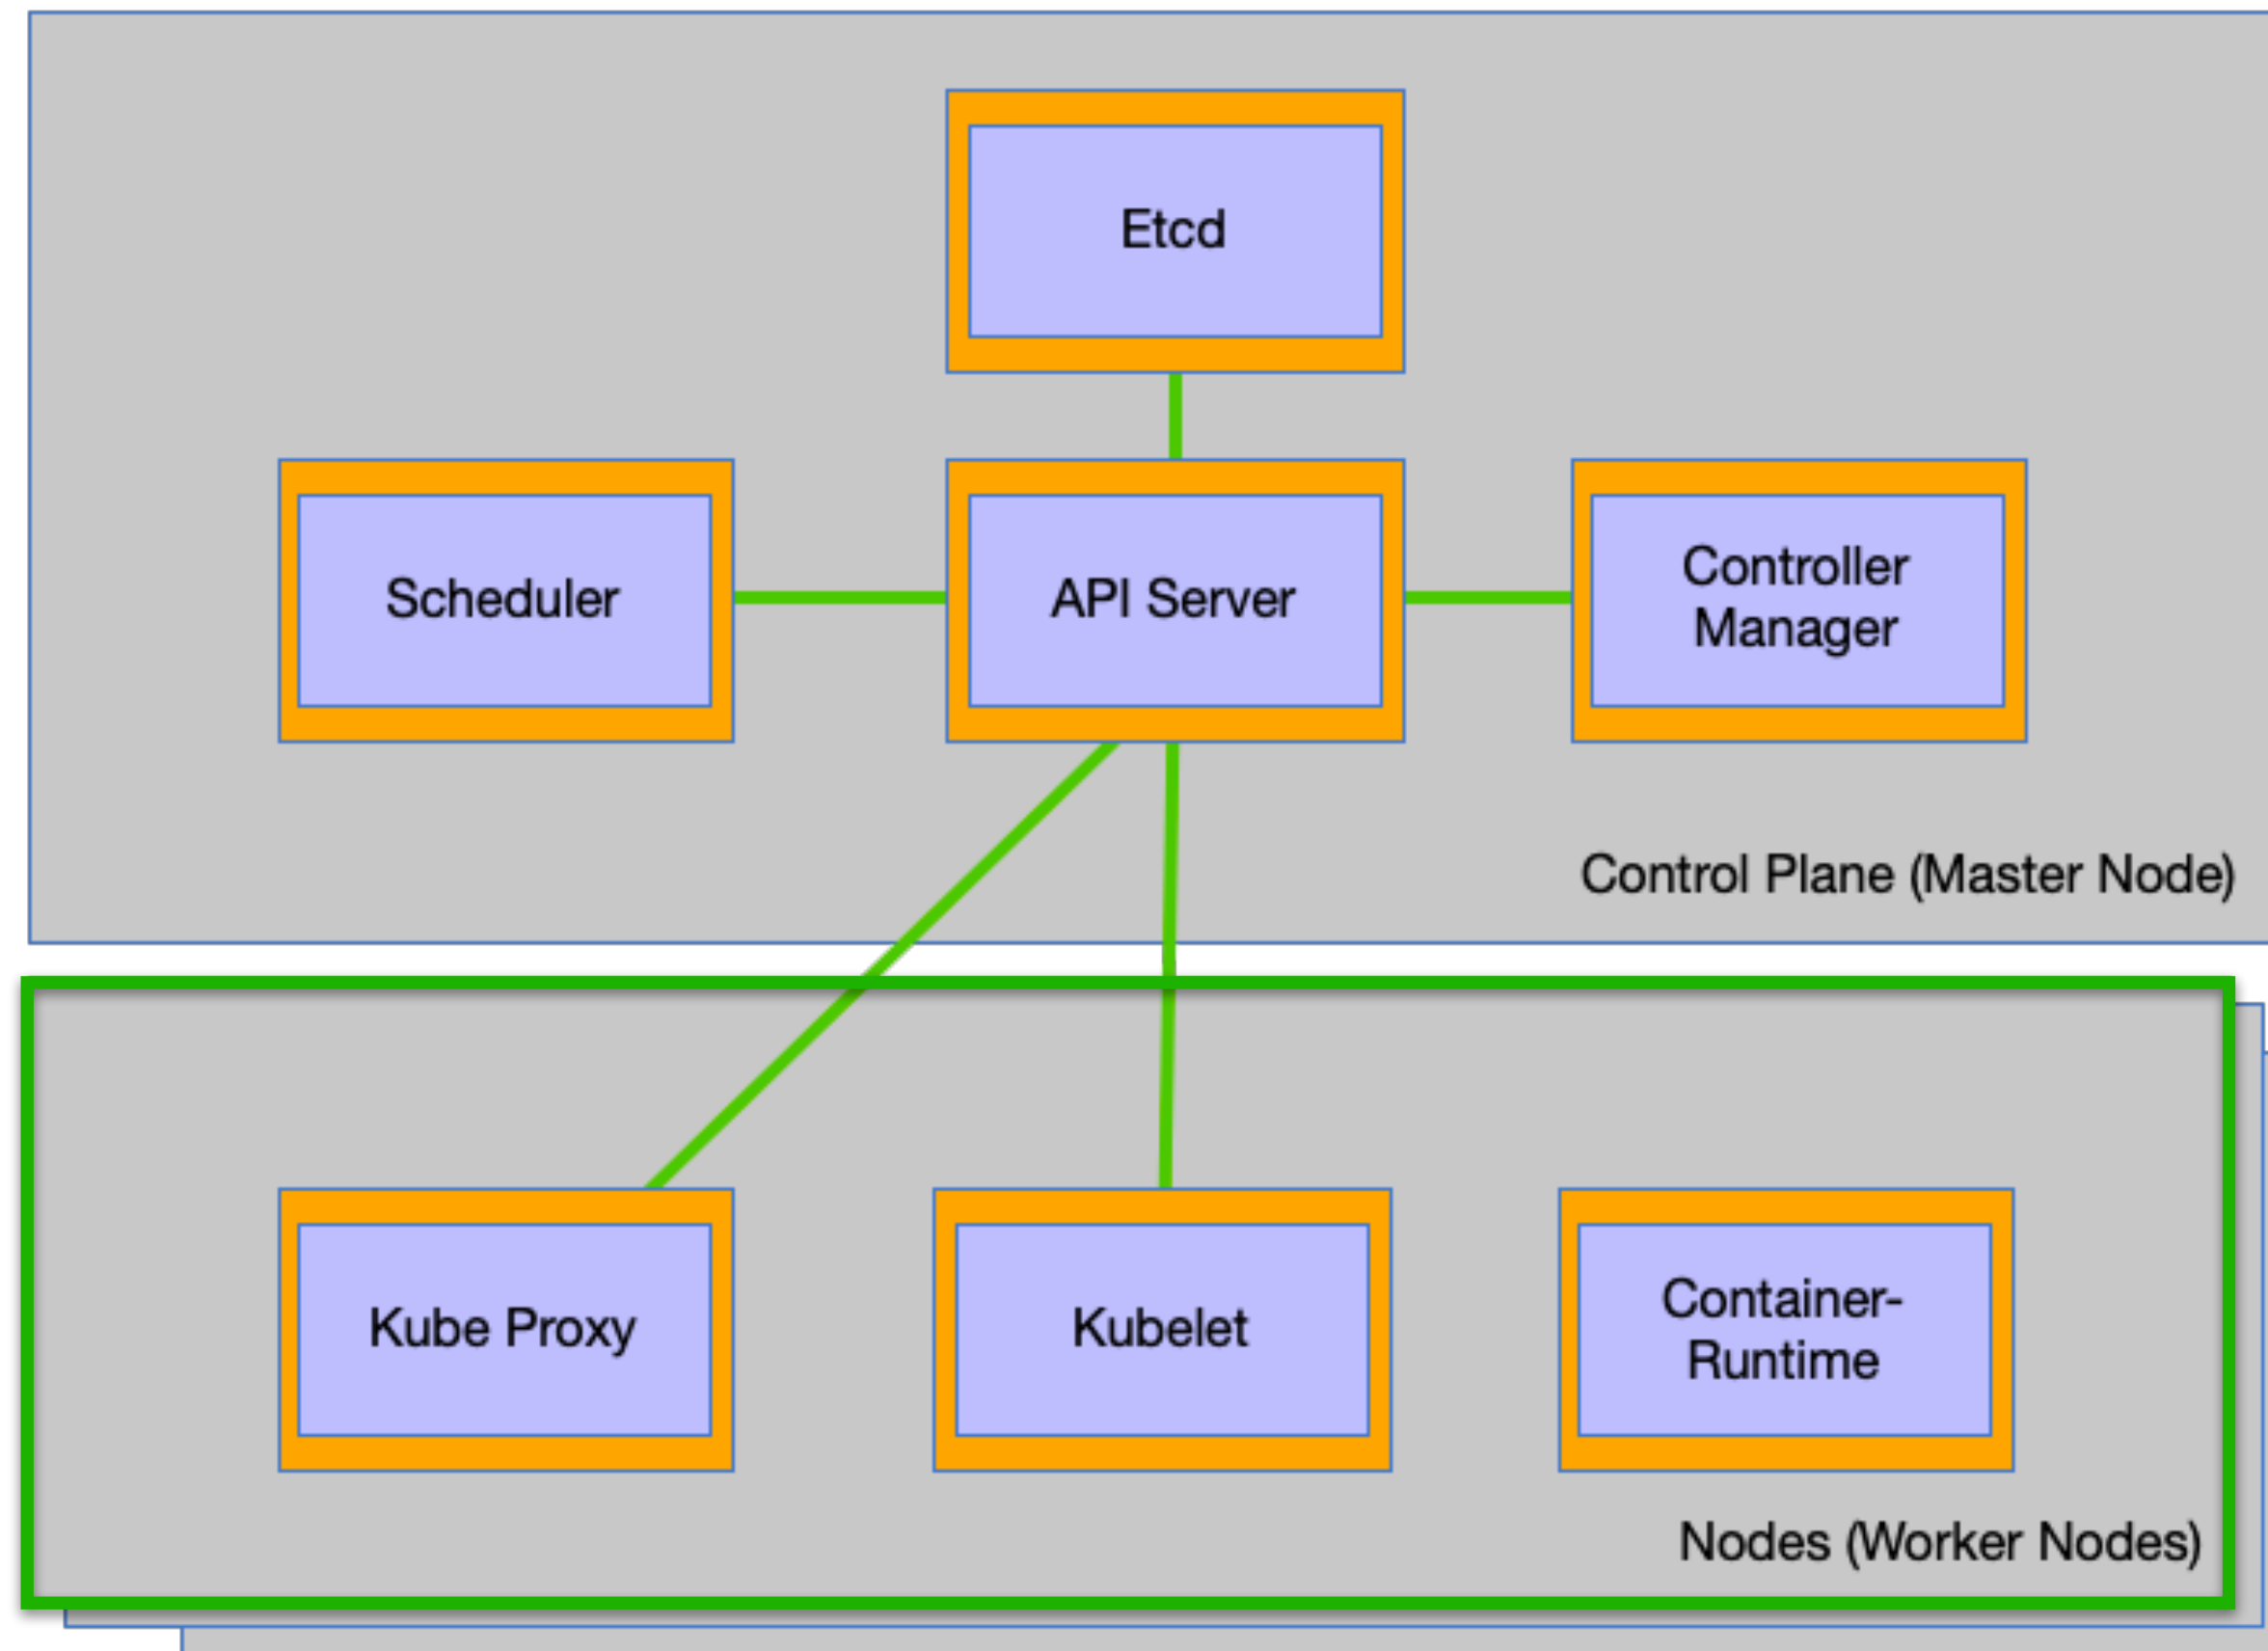 Etcd
Scheduler
API Server
Controller
Manager
Control Plane (Master Node)
Kube Proxy
Kubelet
Container-
Runtime
Nodes (Worker Nodes)